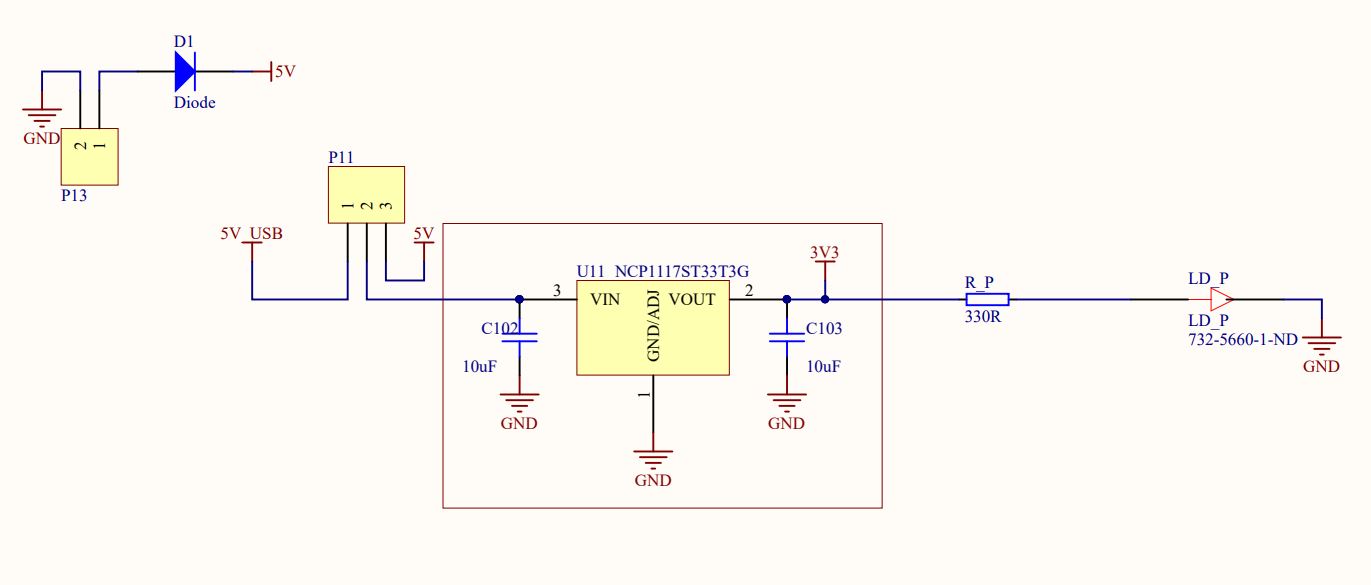 D1
5V
Diode
GND
2 1
P13
P11
1 2 3
5V_USB
5V
3V3
U11 NCP1117ST33T3G
3 VIN GND/ADJ VOUT 2
C102
10uF
C103
10uF
1
GND
GND
GND
R_P
330R
LD_P
LD_P
732-5660-1-ND
GND